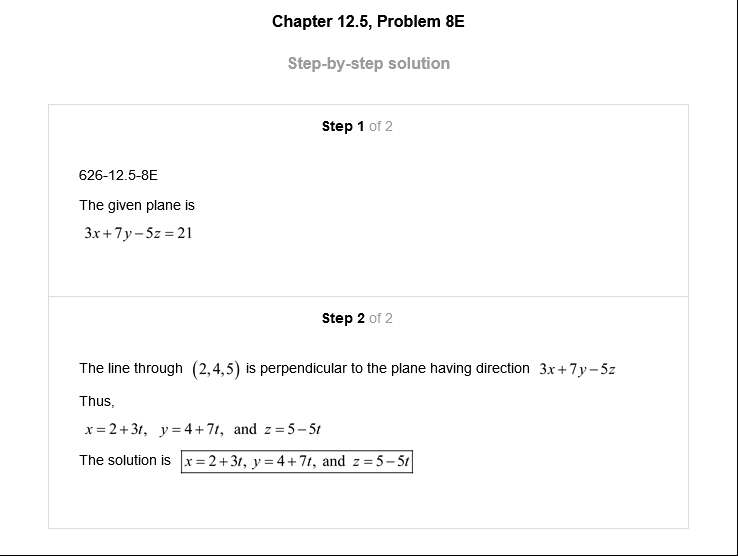 Chapter 12.5, Problem 8E
Step-by-step solution
Step 1 of 2
626-12.5-8E
The given plane is
3x+7y−5z=21
Step 2 of 2
The line through (2,4,5) is perpendicular to the plane having direction 3x+7y−5z
Thus,
x=2+3t, y=4+7t, and z=5−5t
The solution is x=2+3t, y=4+7t, and z=5−5t